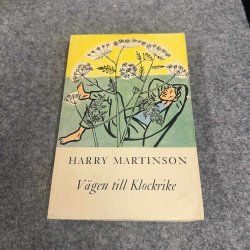 HARRY MARTINSON
Vägen till Klockrike